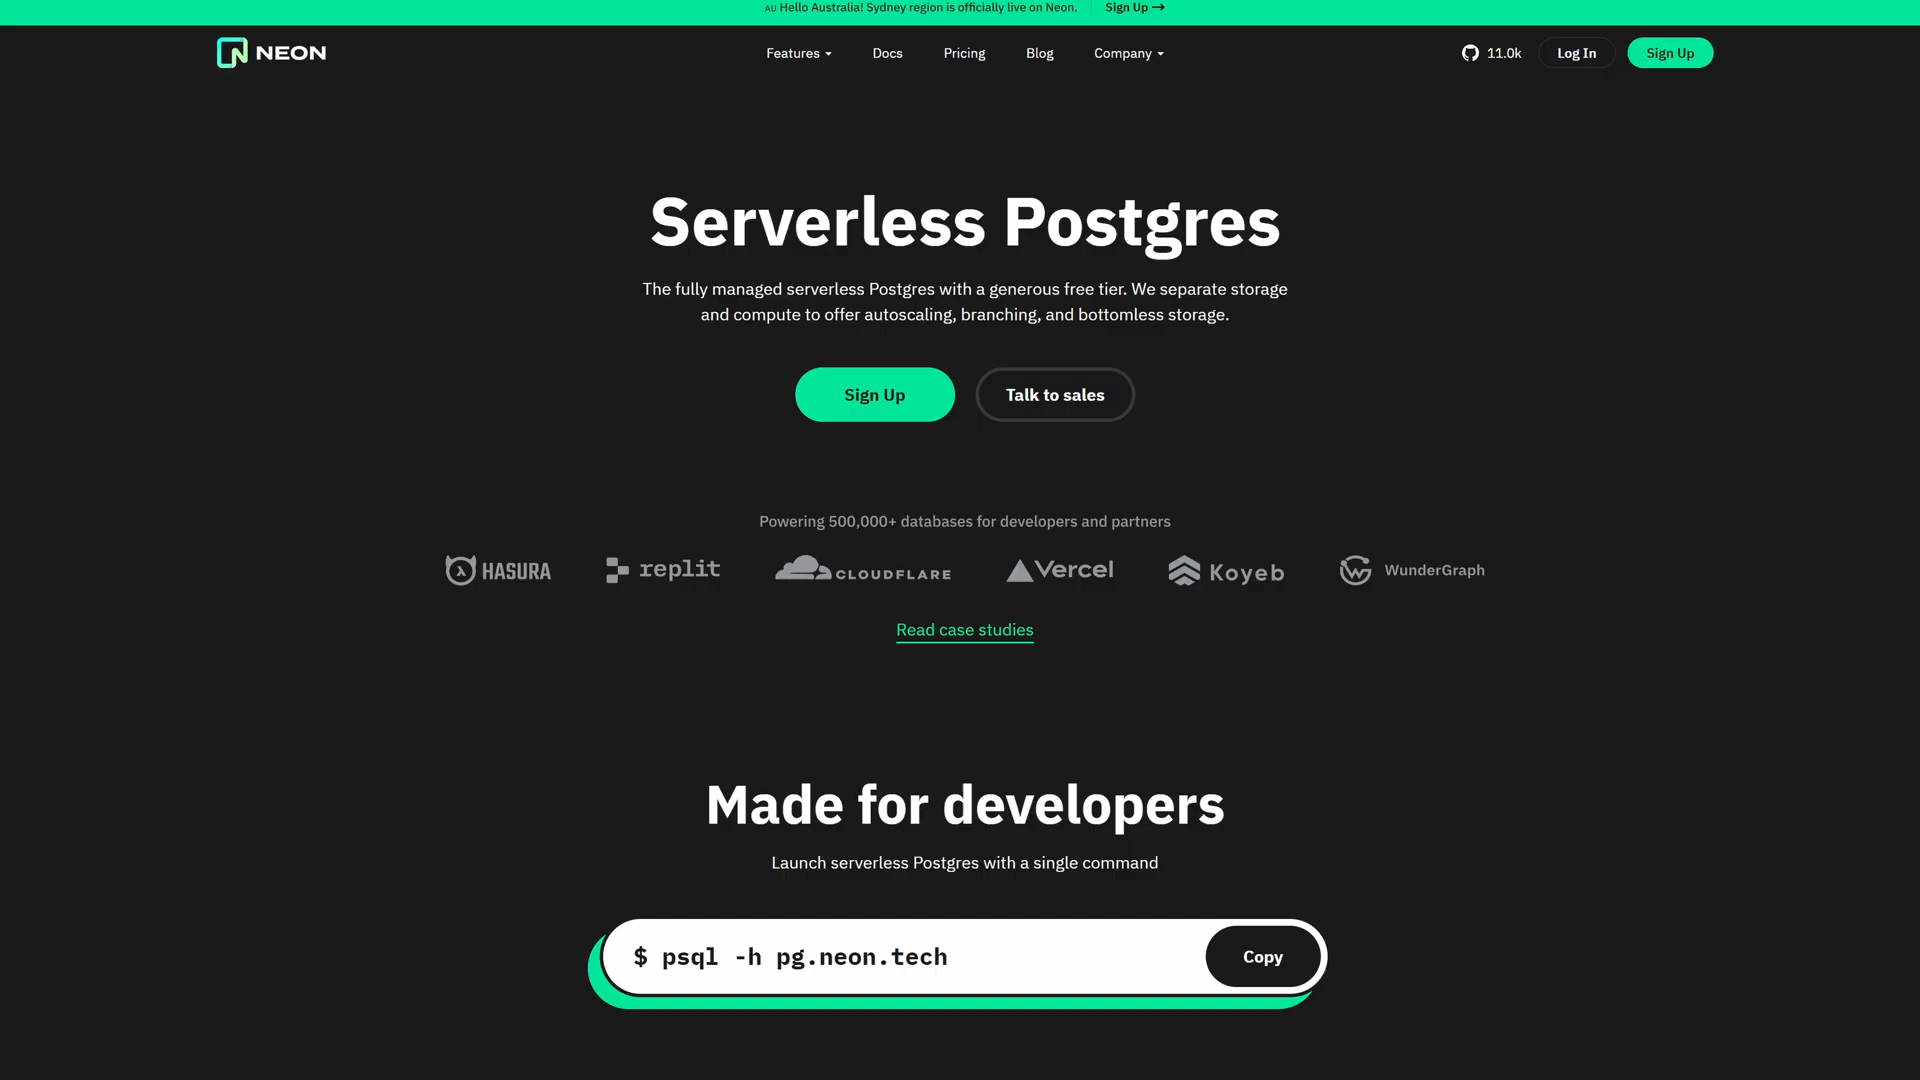 AU Hello Australia! Sydney region is officially live on Neon. Sign Up →
NEON
Features Docs Pricing Blog Company
11.0k Log In Sign Up
Serverless Postgres
The fully managed serverless Postgres with a generous free tier. We separate storage
and compute to offer autoscaling, branching, and bottomless storage.
Sign Up Talk to sales
Powering 500,000+ databases for developers and partners
HASURA replit CLOUDFLARE Vercel Koyeb WunderGraph
Read case studies
Made for developers
Launch serverless Postgres with a single command
$ psql -h pg.neon.tech Copy